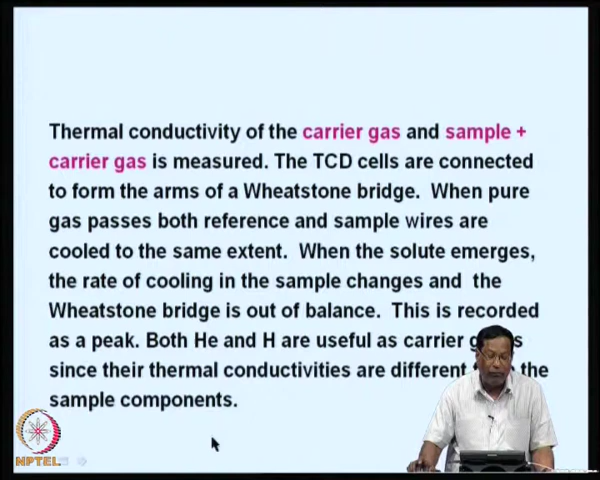 Thermal conductivity of the carrier gas and sample +
carrier gas is measured. The TCD cells are connected
to form the arms of a Wheatstone bridge. When pure
gas passes both reference and sample wires are
cooled to the same extent. When the solute emerges,
the rate of cooling in the sample changes and the
Wheatstone bridge is out of balance. This is recorded
as a peak. Both He and H are useful as carrier
since their thermal conductivities are different the
sample components.
NPTEL